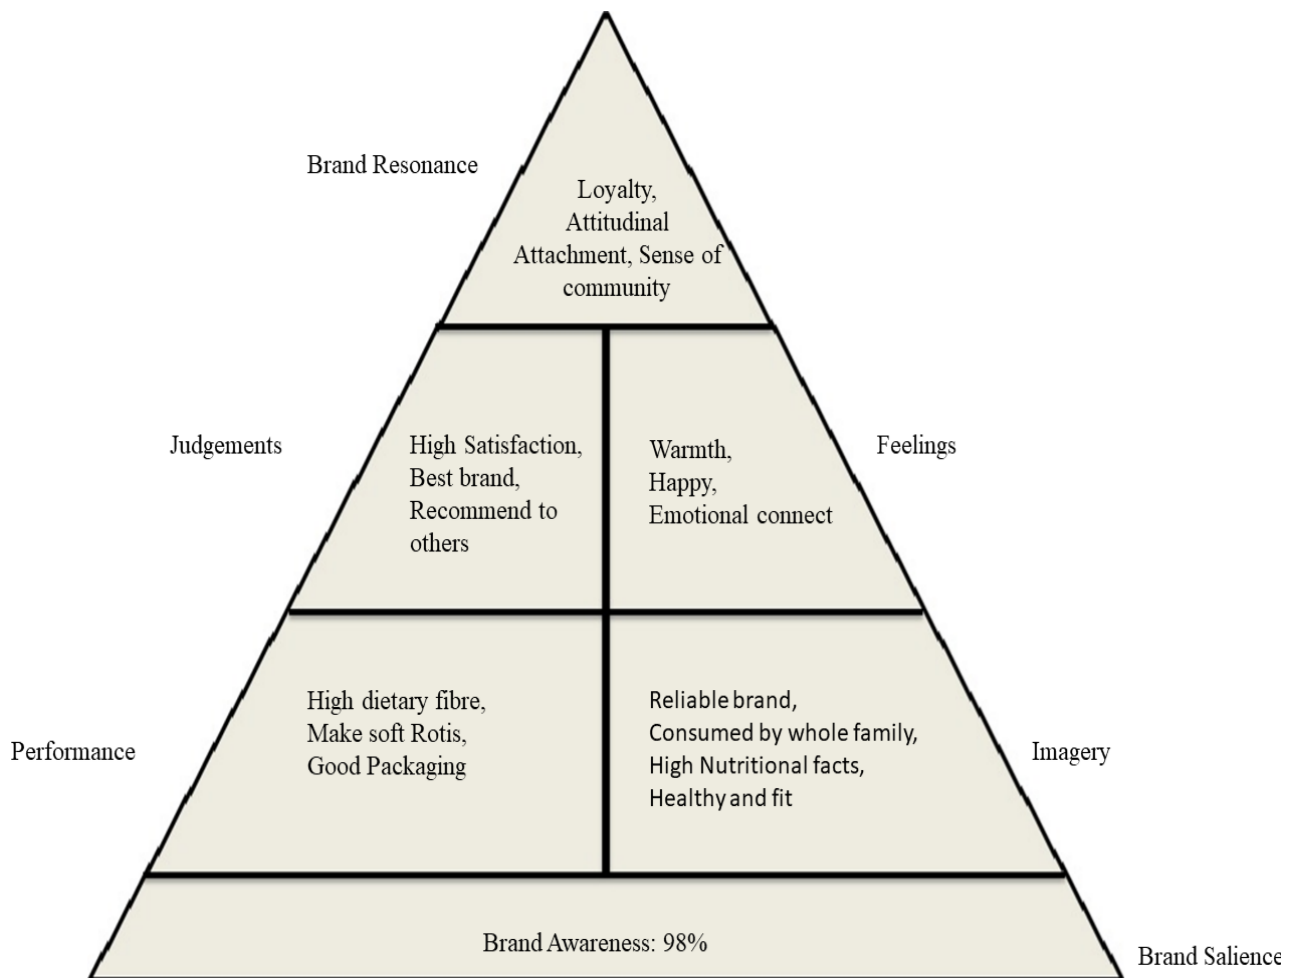 Brand Resonance
Loyalty,
Attitudinal
Attachment, Sense of
community
Judgements
High Satisfaction,
Best brand,
Recommend to
others
Warmth,
Happy,
Emotional connect
Feelings
Performance
High dietary fibre,
Make soft Rotis,
Good Packaging
Reliable brand,
Consumed by whole family,
High Nutritional facts,
Healthy and fit
Imagery
Brand Awareness: 98%
Brand Salience